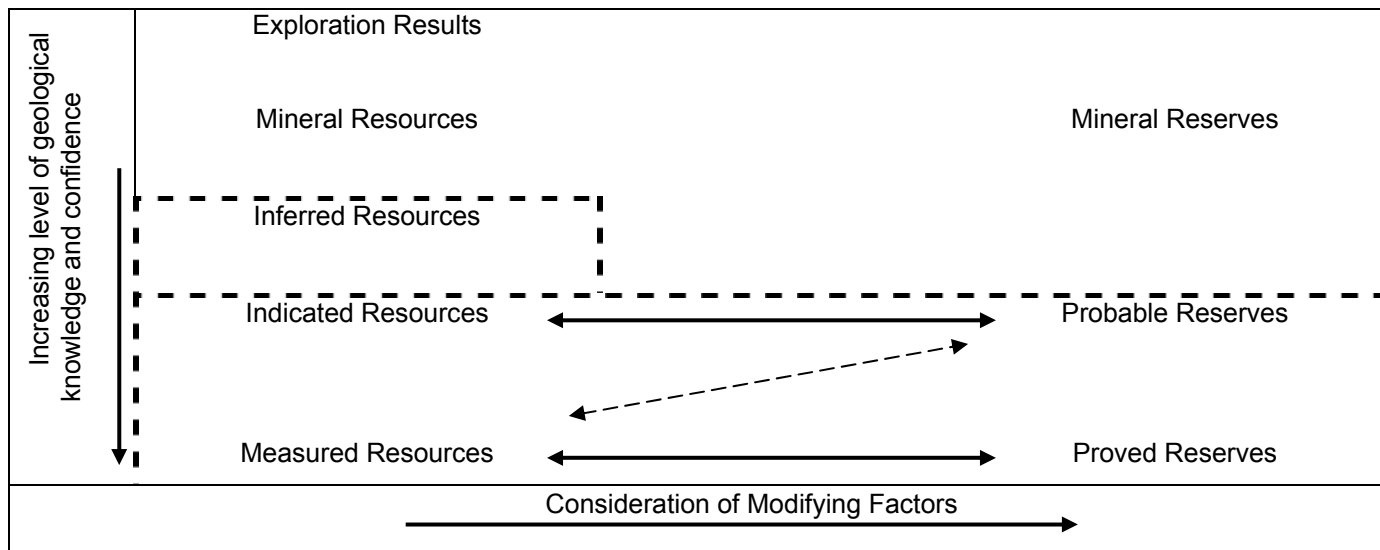 Increasing level of geological
knowledge and confidence
Exploration Results
Mineral Resources
Mineral Reserves
Inferred Resources
Indicated Resources
Probable Reserves
Measured Resources
Proved Reserves
Consideration of Modifying Factors